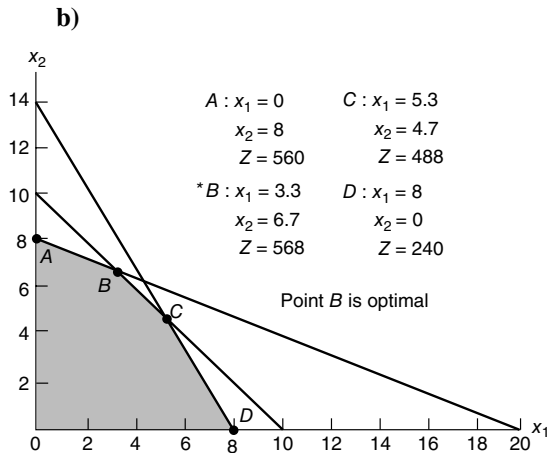 b)
x₂
14
12
10
8
6
4
2
A : x₁ = 0
x₂ = 8
Z = 560
*B : x₁ = 3.3
x₂ = 6.7
Z = 568
C : x₁ = 5.3
x₂ = 4.7
Z = 488
D : x₁ = 8
x₂ = 0
Z = 240
Point B is optimal
A
B
C
D
0 2 4 6 8 10 12 14 16 18 20 x₁